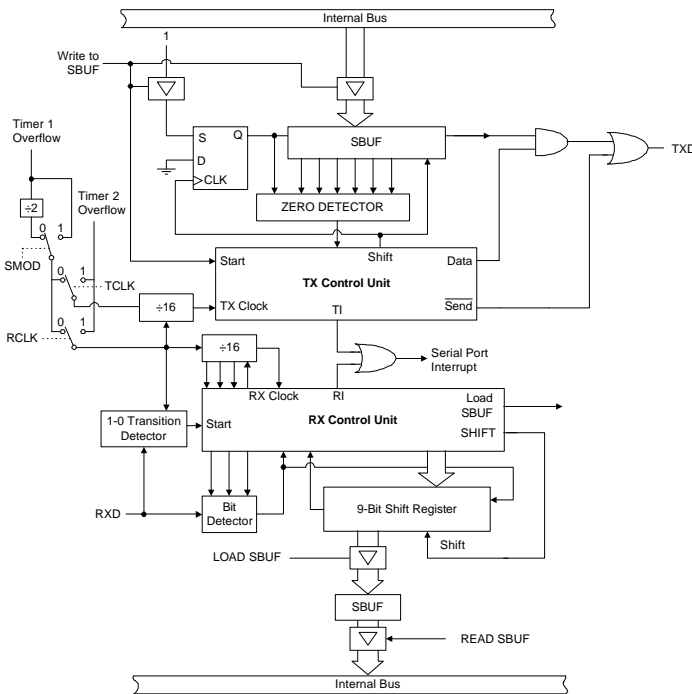 Internal Bus
1
Write to
SBUF
Timer 1
Overflow
S
Q
D
CLK
SBUF
TXD
÷2
Timer 2
Overflow
ZERO DETECTOR
0
1
SMOD
Shift
Start
Data
TX Control Unit
0
1
TCLK
÷16
TX Clock
TI
Send
0
1
RCLK
÷16
Serial Port
Interrupt
RX Clock
RI
Load
SBUF
1-0 Transition
Detector
Start
RX Control Unit
SHIFT
RXD
Bit
Detector
9-Bit Shift Register
Shift
LOAD SBUF
SBUF
READ SBUF
Internal Bus